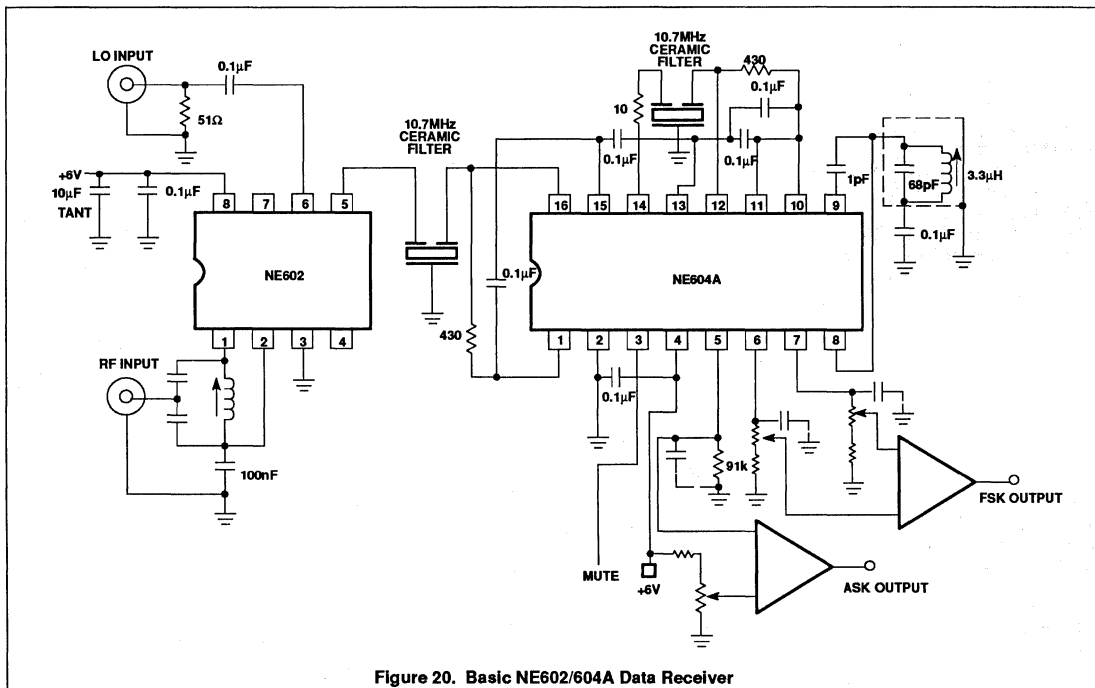 LO INPUT
0.1µF
51Ω
+6V
10µF
TANT
0.1µF
8
7
6
5
NE602
1
2
3
4
RF INPUT
100nF
10.7MHz
CERAMIC
FILTER
430
0.1µF
10.7MHz
CERAMIC
FILTER
10
430
0.1µF
0.1µF
0.1µF
16
15
14
13
12
11
10
9
NE604A
1
2
3
4
5
6
7
8
1pF
68pF
3.3µH
0.1µF
0.1µF
91k
MUTE
+6V
FSK OUTPUT
ASK OUTPUT
Figure 20. Basic NE602/604A Data Receiver